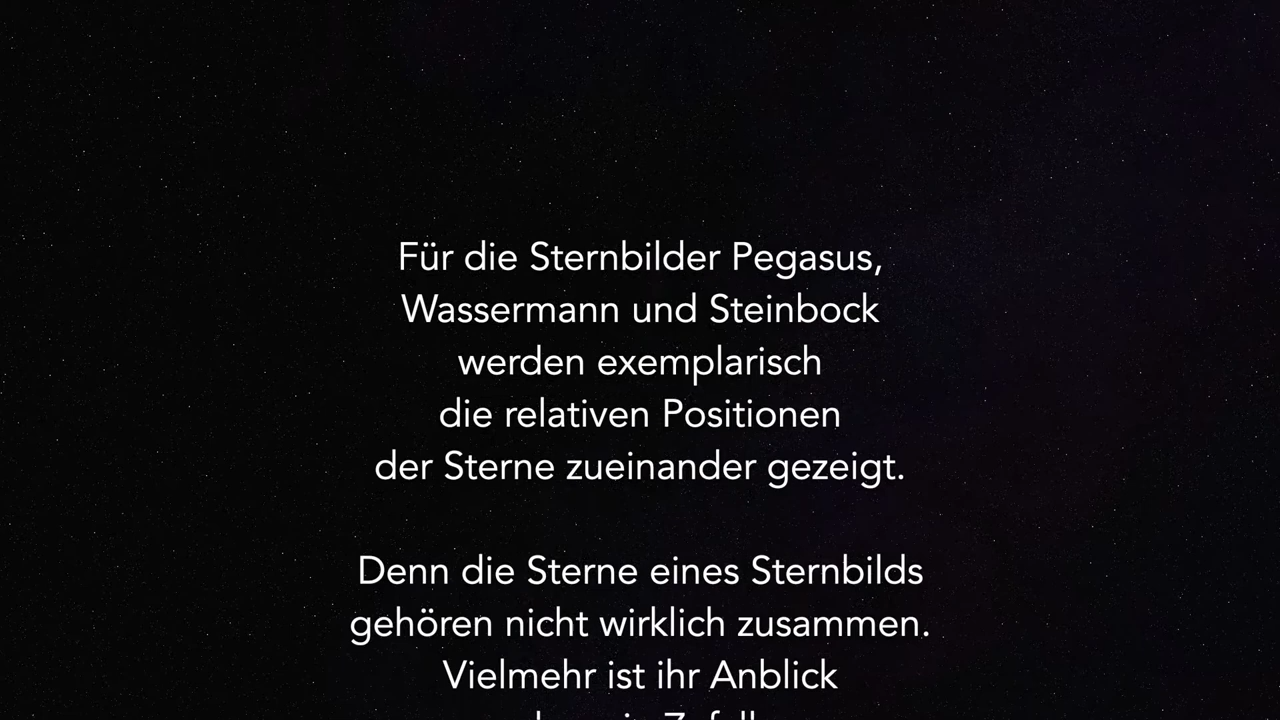 Für die Sternbilder Pegasus,
Wassermann und Steinbock
werden exemplarisch
die relativen Positionen
der Sterne zueinander gezeigt.
Denn die Sterne eines Sternbilds
gehören nicht wirklich zusammen.
Vielmehr ist ihr Anblick